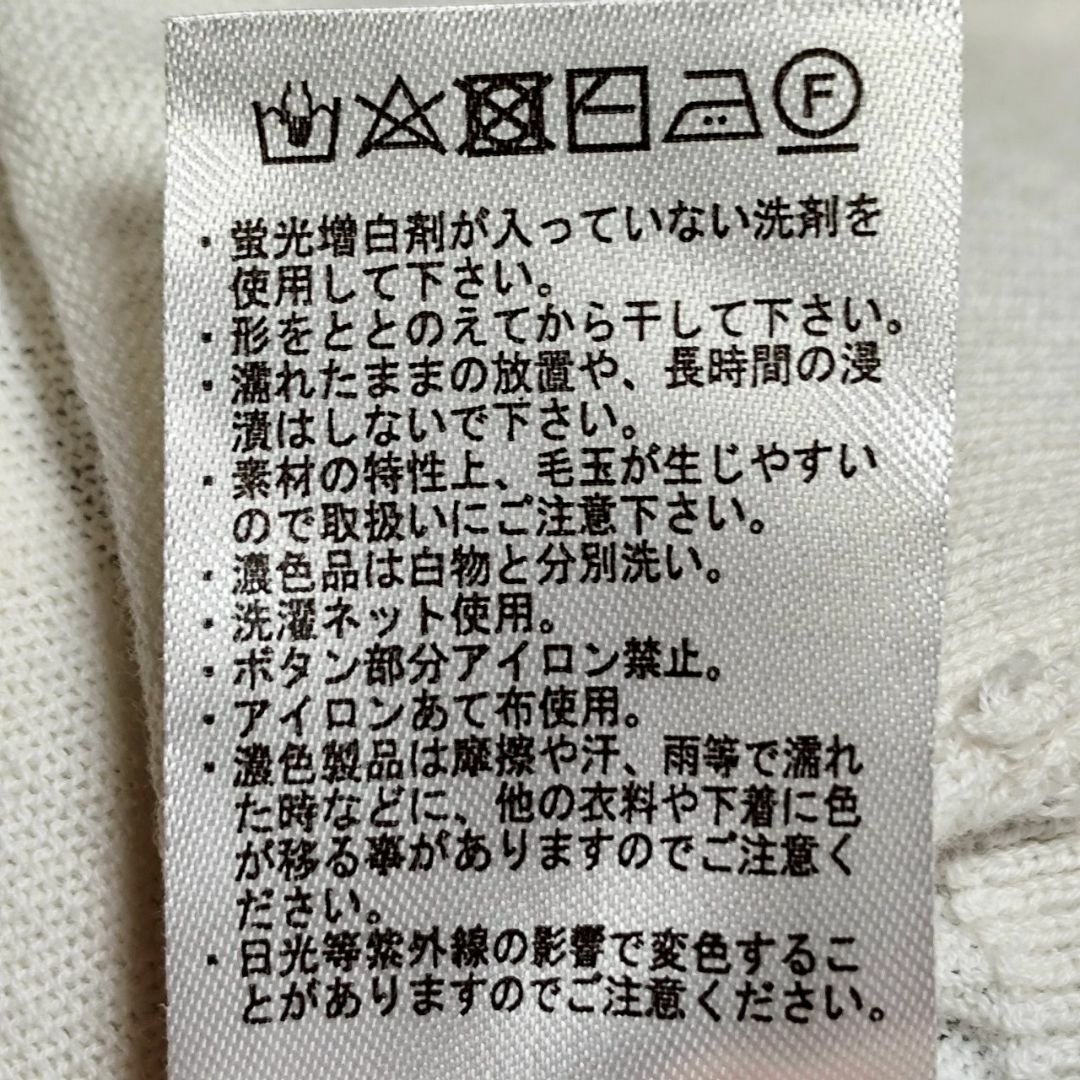 F
・蛍光増白剤が入っていない洗剤を
使用して下さい。
・形をととのえてから干して下さい。
・濡れたままの放置や、長時間の浸
漬はしないで下さい。
・素材の特性上、毛玉が生じやすい
ので取扱いにご注意下さい。
・濃色品は白物と分別洗い。
・洗濯ネット使用。
・ボタン部分アイロン禁止。
・アイロンあて布使用。
・濃色製品は摩擦や汗、雨等で濡れ
た時などに、他の衣料や下着に色
が移る事がありますのでご注意く
ださい。
・日光等紫外線の影響で変色するこ
とがありますのでご注意ください。